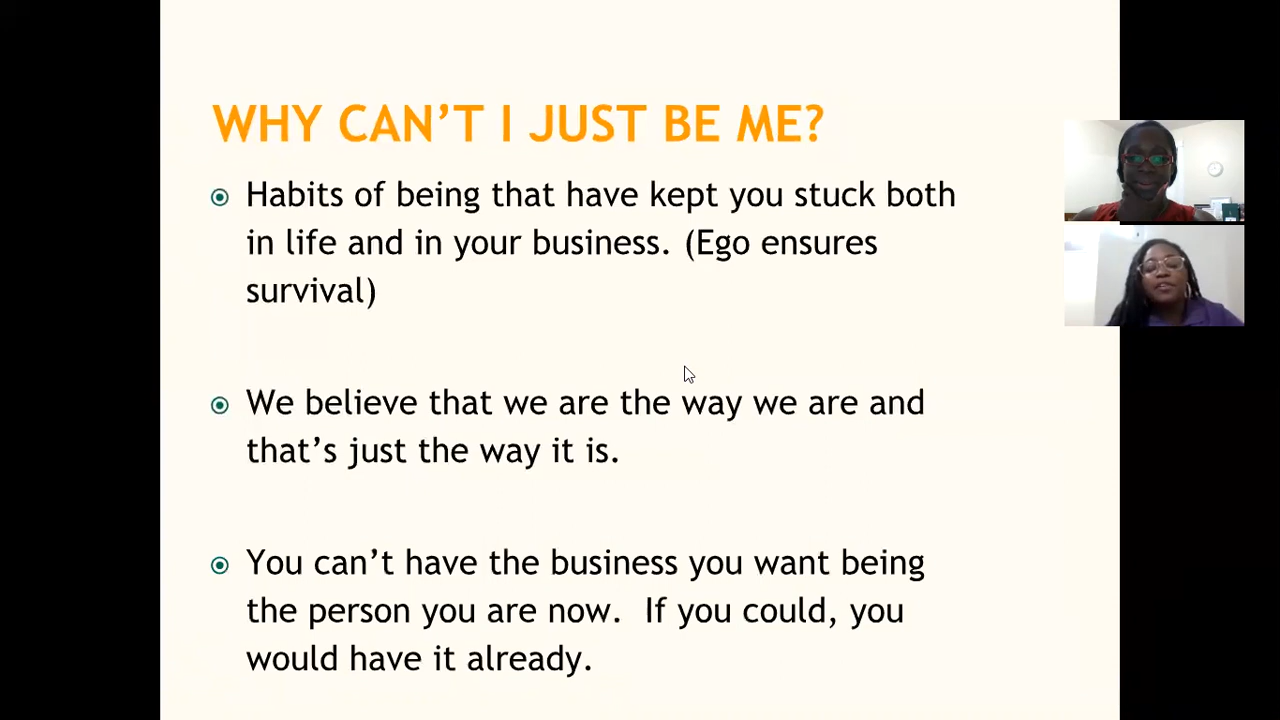 WHY CAN’T I JUST BE ME?
Habits of being that have kept you stuck both
in life and in your business. (Ego ensures
survival)
We believe that we are the way we are and
that’s just the way it is.
You can’t have the business you want being
the person you are now.  If you could, you
would have it already.